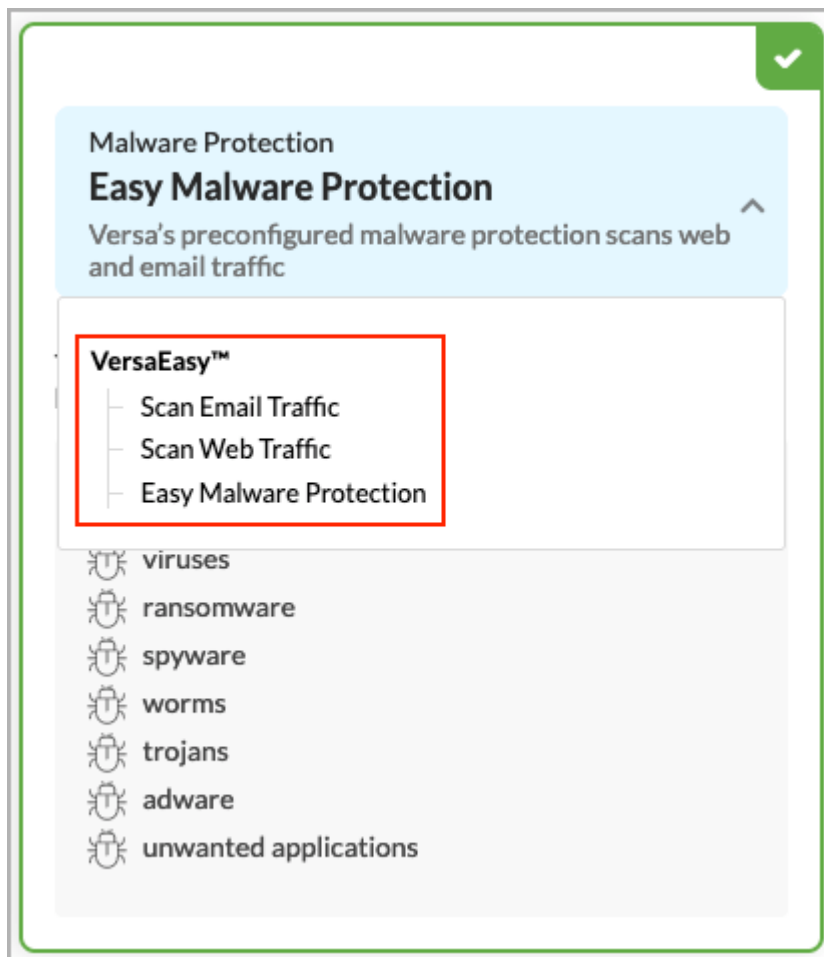 Malware Protection
Easy Malware Protection
Versa's preconfigured malware protection scans web
and email traffic
VersaEasy™
Scan Email Traffic
Scan Web Traffic
Easy Malware Protection
viruses
ransomware
spyware
worms
trojans
adware
unwanted applications